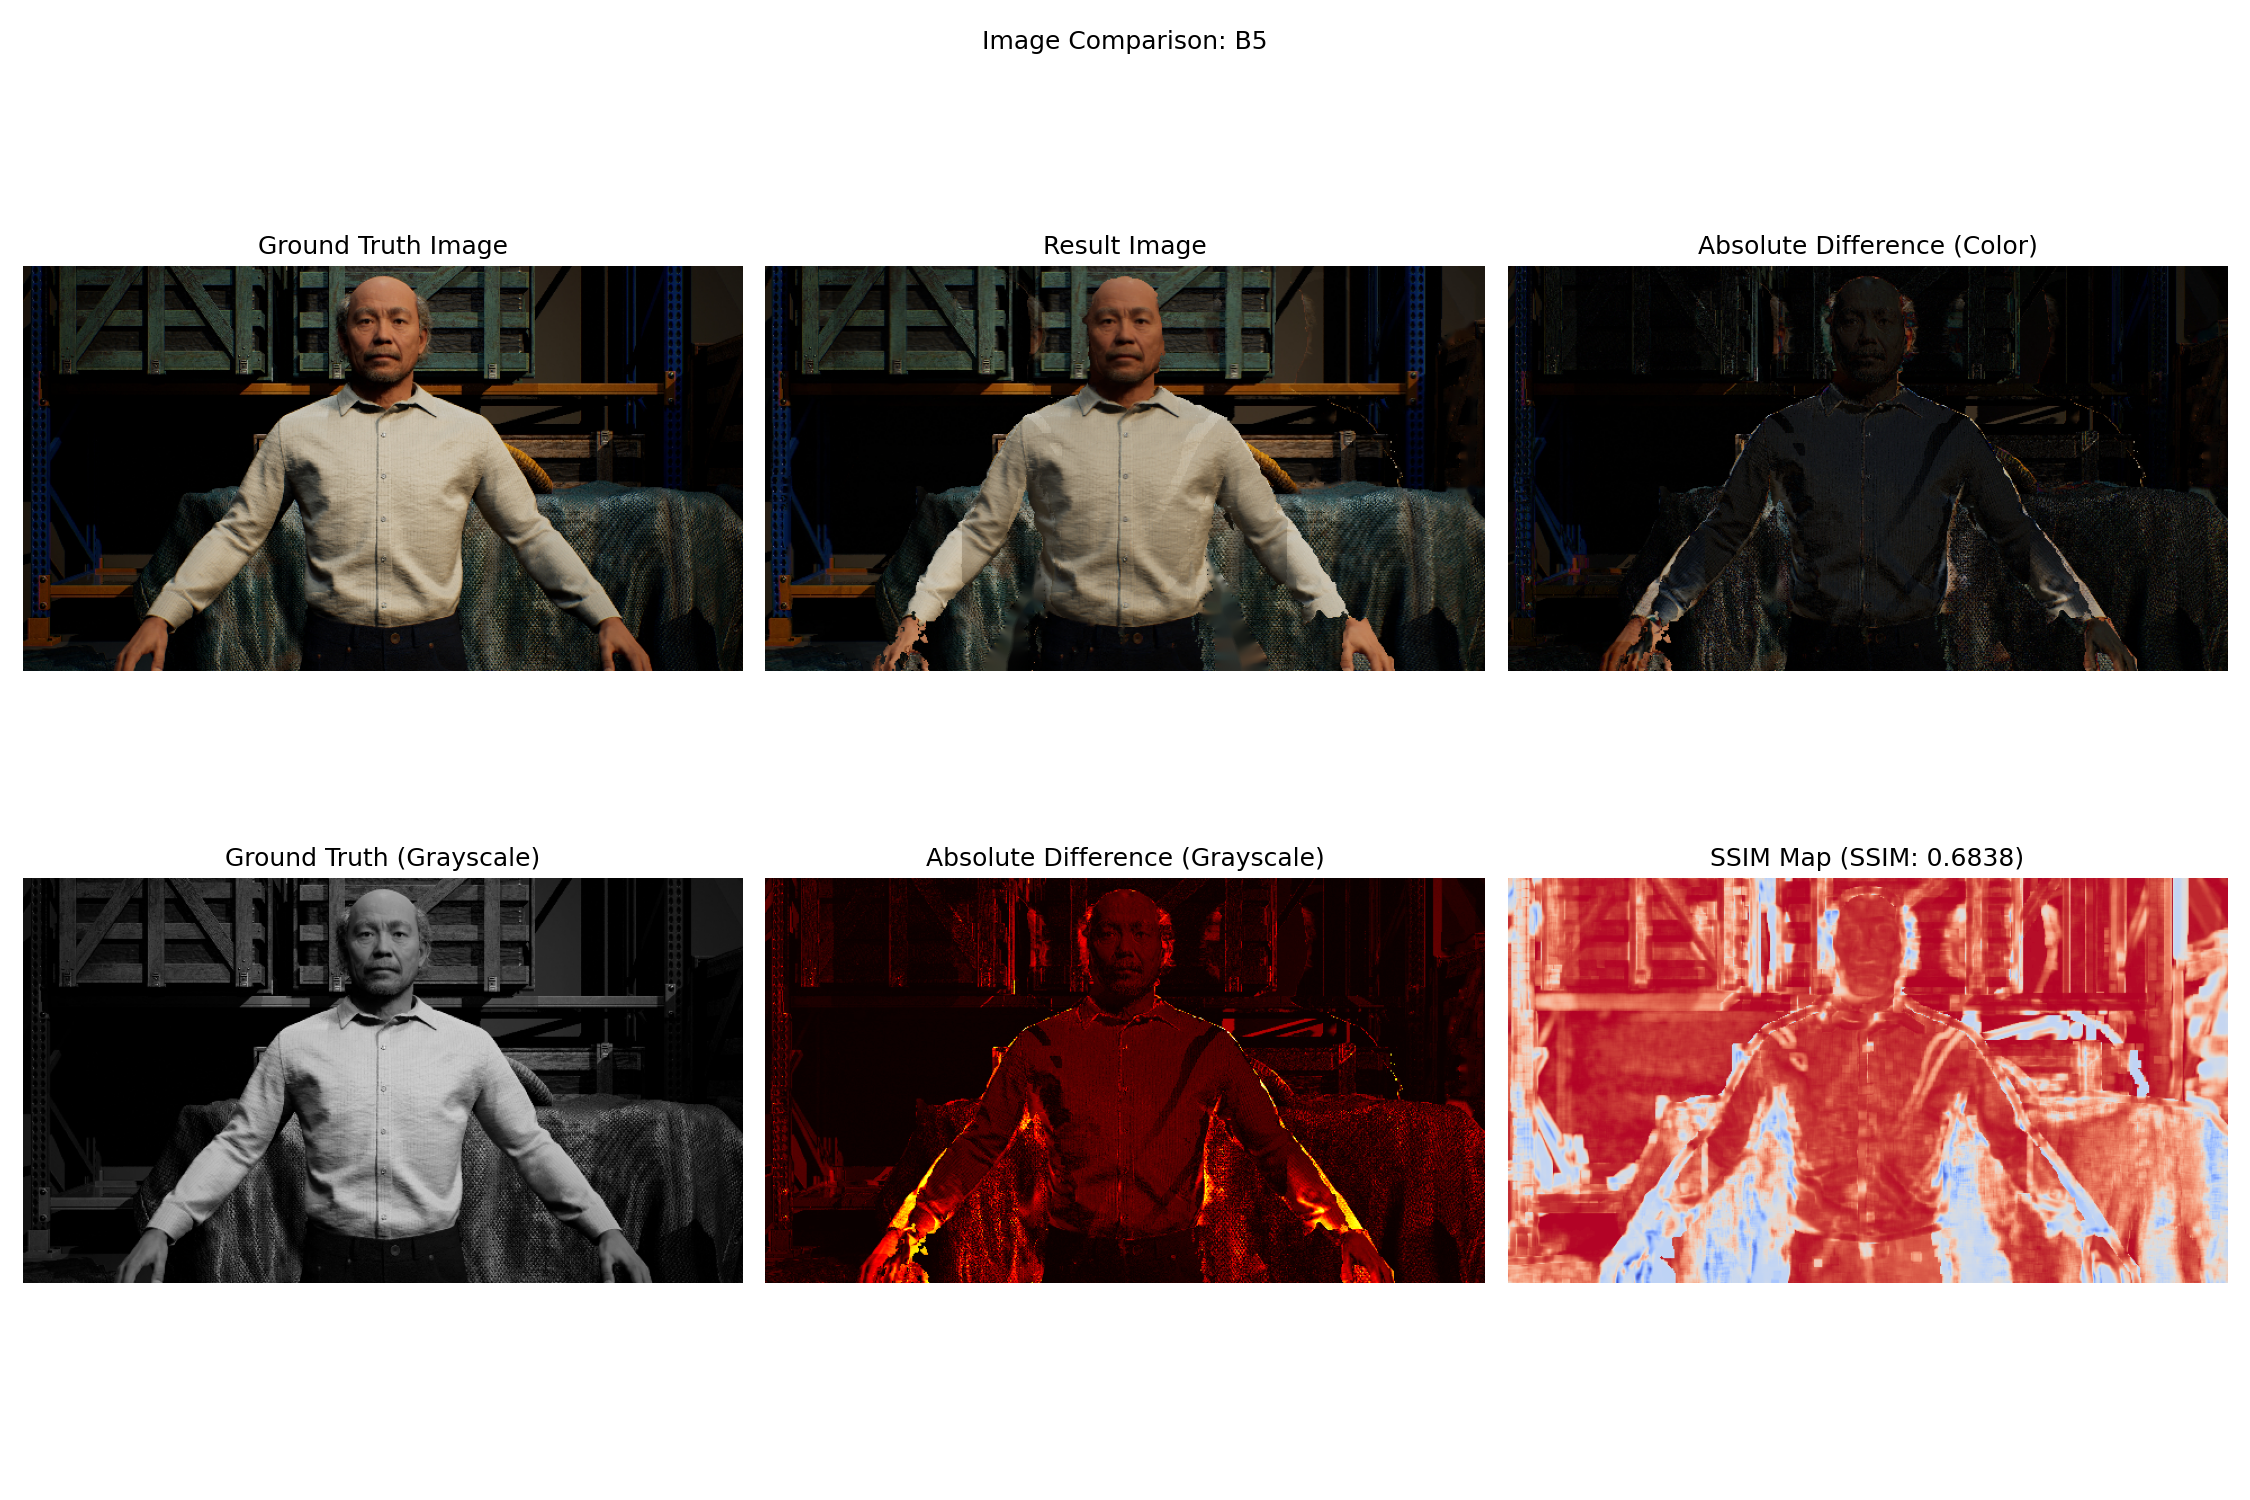 Image Comparison: B5
Ground Truth Image
Result Image
Absolute Difference (Color)
Ground Truth (Grayscale)
Absolute Difference (Grayscale)
SSIM Map (SSIM: 0.6838)